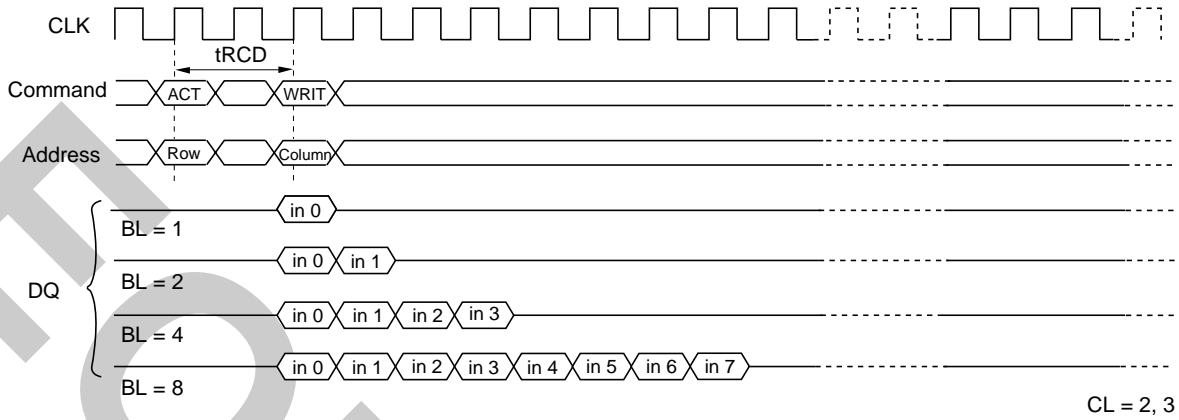 CLK
tRCD
Command ACT WRIT
Address Row Column
in 0
BL = 1
in 0 in 1
BL = 2
DQ
in 0 in 1 in 2 in 3
BL = 4
in 0 in 1 in 2 in 3 in 4 in 5 in 6 in 7
BL = 8
CL = 2, 3